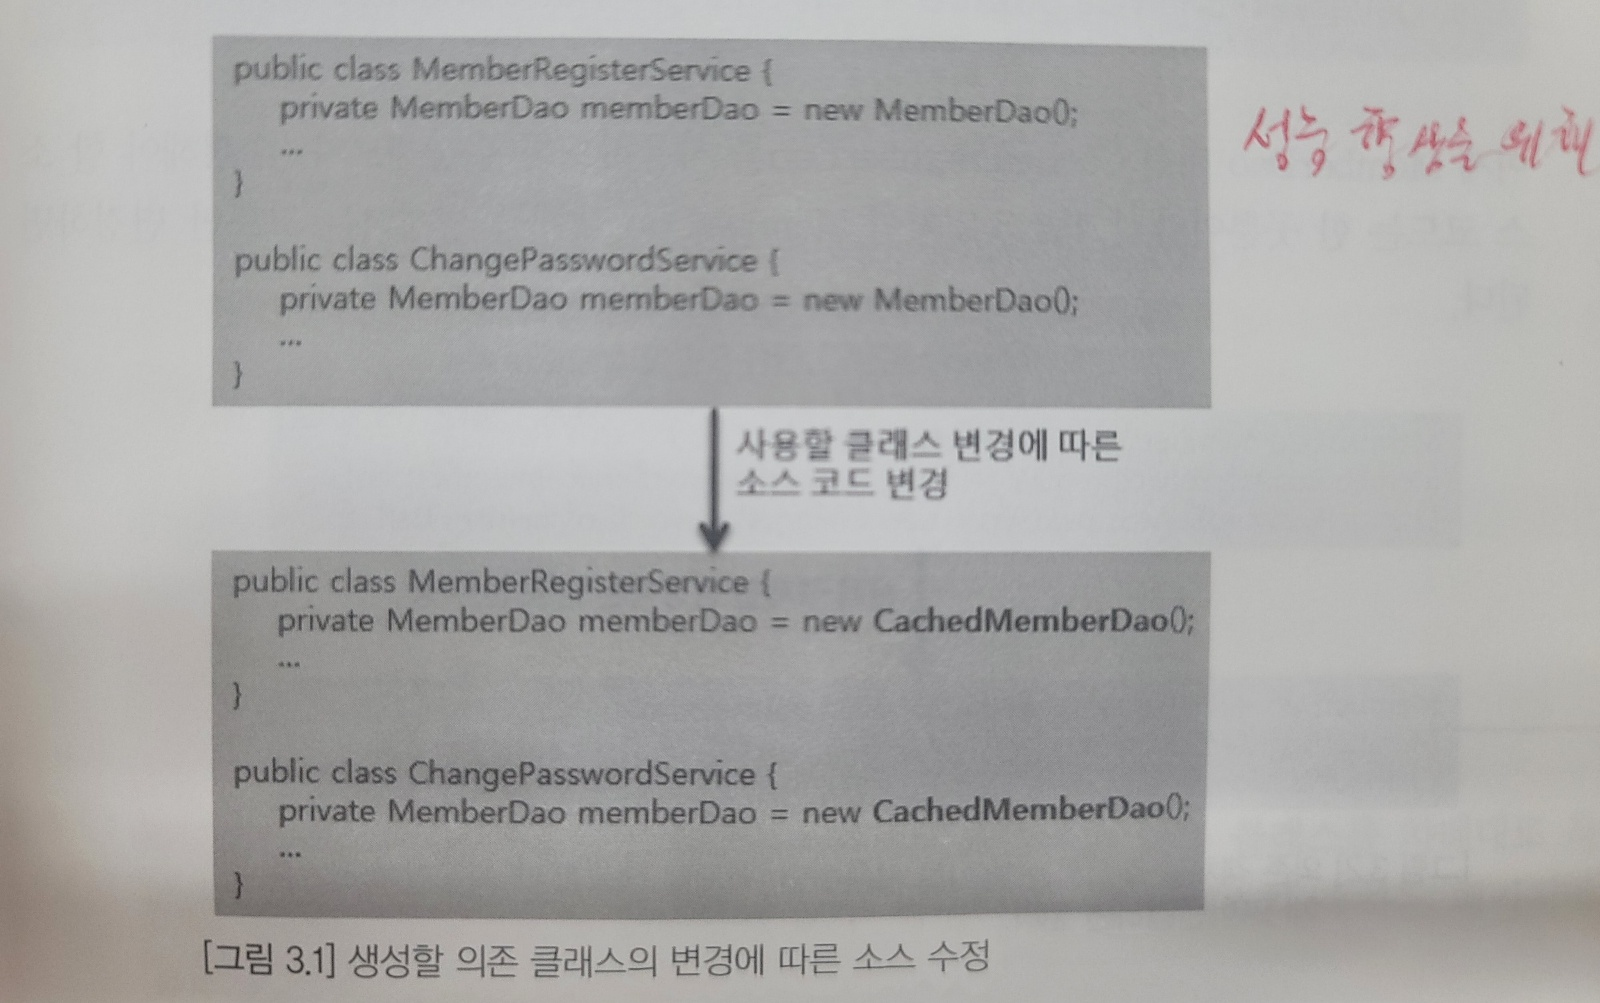 public class MemberRegisterService {
private MemberDao memberDao = new MemberDao();
...
}
성능 향상을 위해
public class ChangePasswordService {
private MemberDao memberDao = new MemberDao();
...
}
사용할 클래스 변경에 따른
소스 코드 변경
public class MemberRegisterService {
private MemberDao memberDao = new CachedMemberDao();
...
}
public class ChangePasswordService {
private MemberDao memberDao = new CachedMemberDao();
...
}
[그림 3.1] 생성할 의존 클래스의 변경에 따른 소스 수정